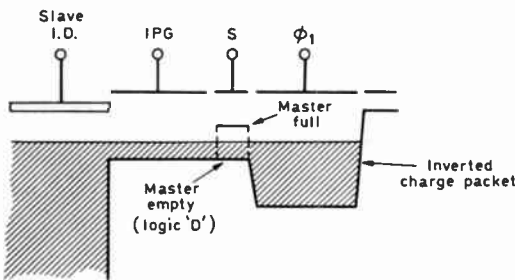 Slave
I.D.
IPG
S
ϕ1
Master
full
Inverted
charge packet
Master
empty
(logic '0')